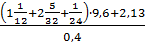 (1 1/12 + 2 5/32 + 1/24) · 9,6 + 2,13
0,4